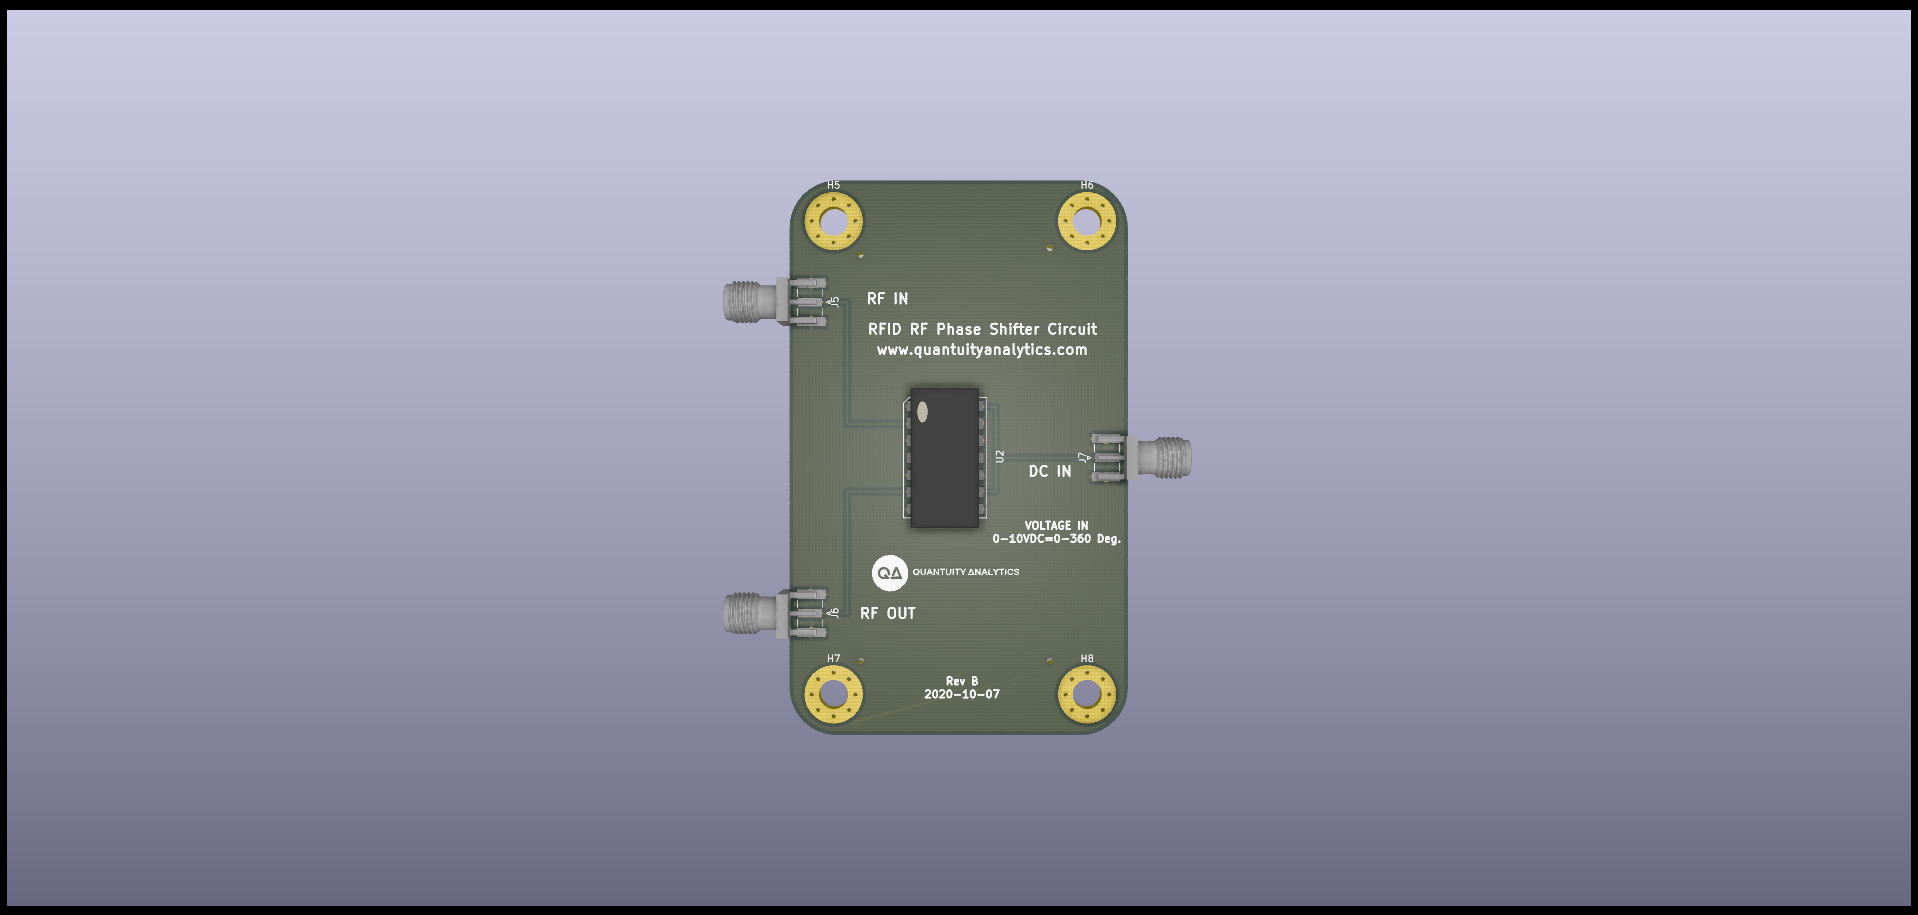 H5
H6
J5
RF IN
RFID RF Phase Shifter Circuit
www.quantuityanalytics.com
U2
J7
DC IN
VOLTAGE IN
0-10VDC=0-360 Deg.
QA QUANTUITY ANALYTICS
J6
RF OUT
H7
H8
Rev B
2020-10-07